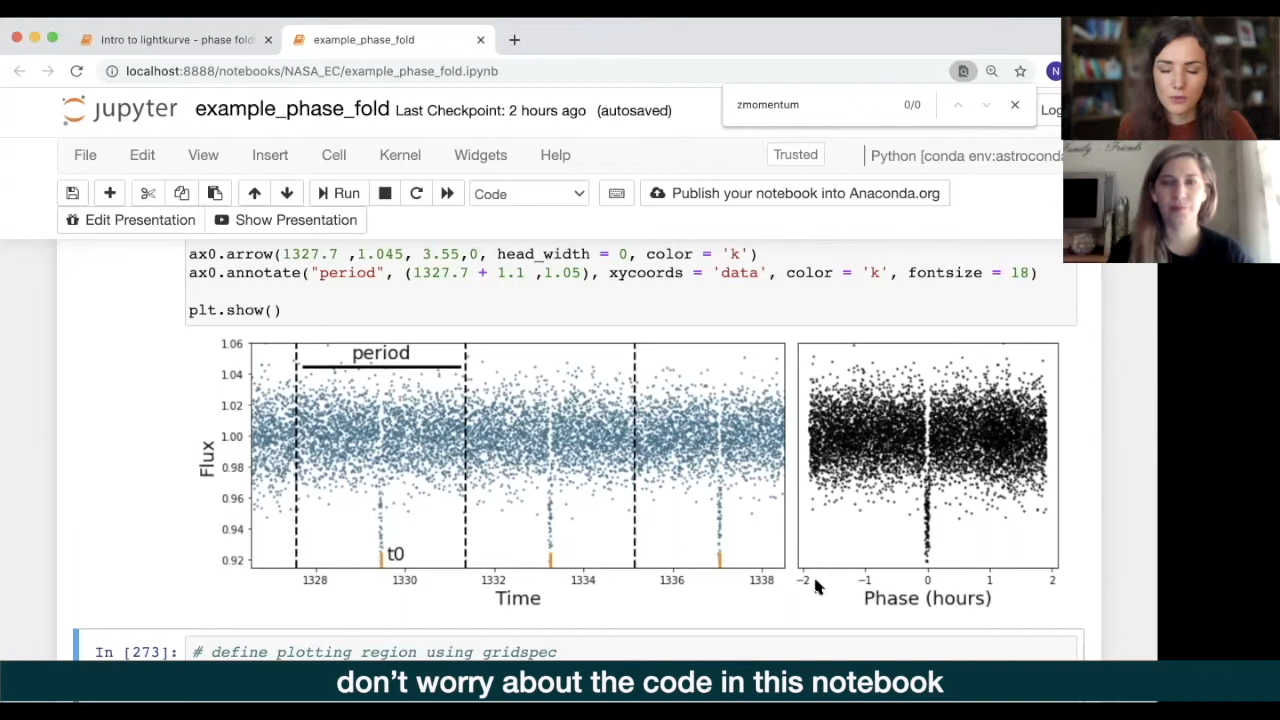 intro to lightkurve - phase fold
example_phase_fold
localhost:8888/notebooks/NASA_EC/example_phase_fold.ipynb
N
zmomentum 0/0
jupyter example_phase_fold Last Checkpoint: 2 hours ago (autosaved)
Log
File Edit View Insert Cell Kernel Widgets Help
Trusted
Python [conda env:astrocond
Run
Code
Publish your notebook into Anaconda.org
Edit Presentation
Show Presentation
ax0.arrow(1327.7 ,1.045, 3.55,0, head_width = 0, color = 'k')
ax0.annotate("period", (1327.7 + 1.1 ,1.05), xycoords = 'data', color = 'k', fontsize = 18)
plt.show()
1.06
1.04
1.02
1.00
0.98
0.96
0.94
0.92
Flux
period
t0
1328 1330 1332 1334 1336 1338
Time
−2 −1 0 1 2
Phase (hours)
In [273]: # define plotting region using gridspec
don't worry about the code in this notebook